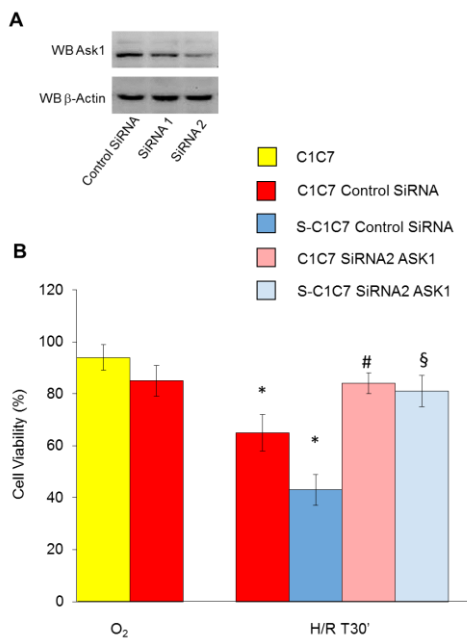 A
WB Ask1
WB β-Actin
Control SiRNA
SiRNA 1
SiRNA 2
C1C7
C1C7 Control SiRNA
S-C1C7 Control SiRNA
C1C7 SiRNA2 ASK1
S-C1C7 SiRNA2 ASK1
B
Cell Viability (%)
120
100
80
60
40
20
0
*
*
#
§
O₂
H/R T30'